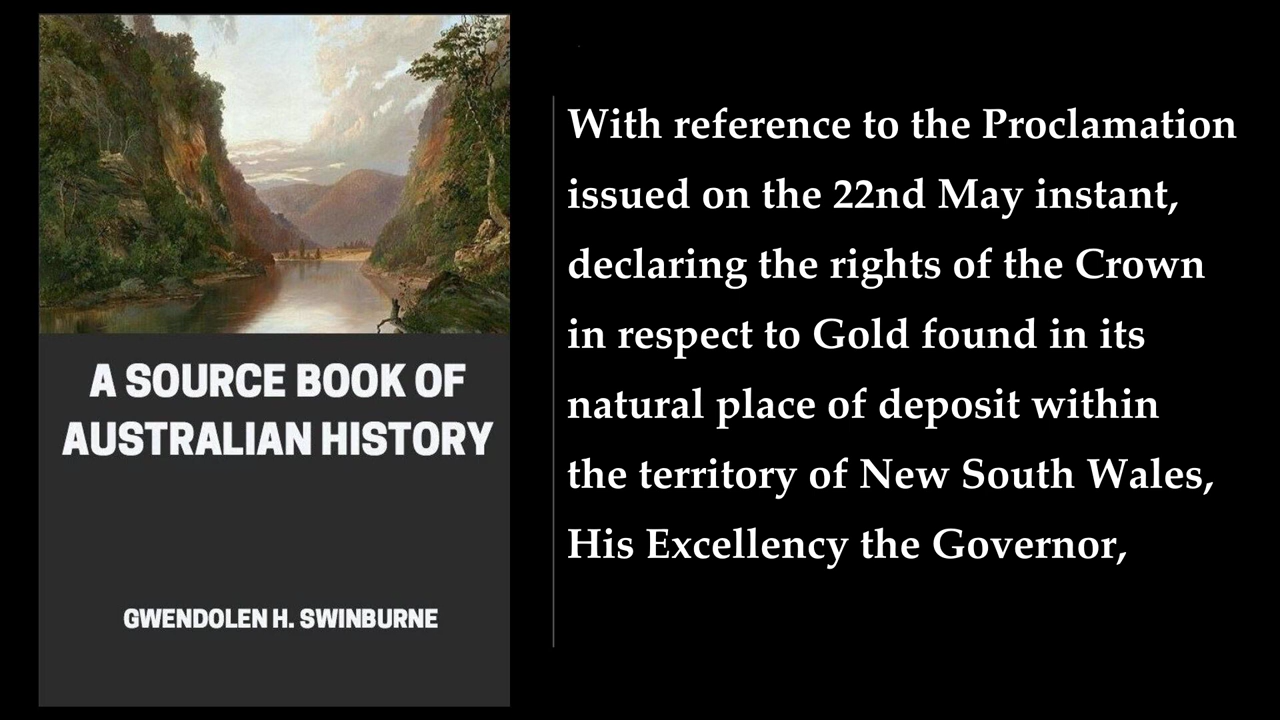 A SOURCE BOOK OF
AUSTRALIAN HISTORY
GWENDOLEN H. SWINBURNE
With reference to the Proclamation
issued on the 22nd May instant,
declaring the rights of the Crown
in respect to Gold found in its
natural place of deposit within
the territory of New South Wales,
His Excellency the Governor,